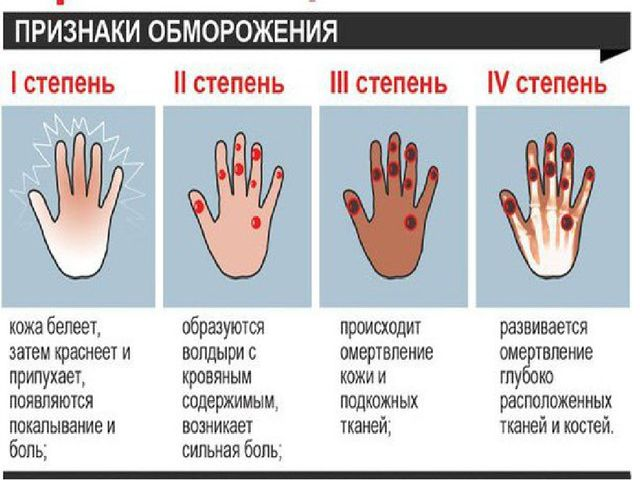 ПРИЗНАКИ ОБМОРОЖЕНИЯ
I степень
II степень
III степень
IV степень
кожа белеет,
затем краснеет и
припухает,
появляются
покалывание и
боль;
образуются
волдыри с
кровяным
содержимым,
возникает
сильная боль;
происходит
омертвление
кожи и
подкожных
тканей;
развивается
омертвление
глубоко
расположенных
тканей и костей.